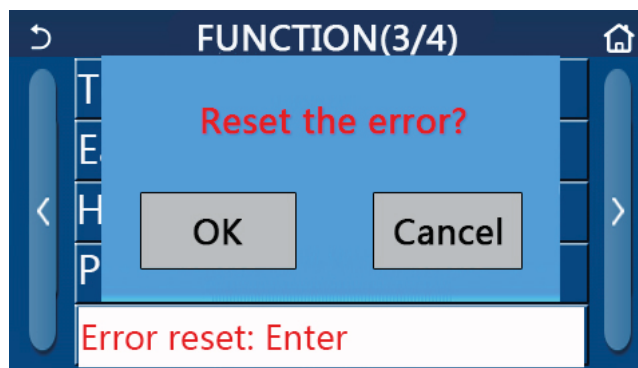 FUNCTION(3/4)
T
Reset the error?
E
H
OK
Cancel
P
Error reset: Enter